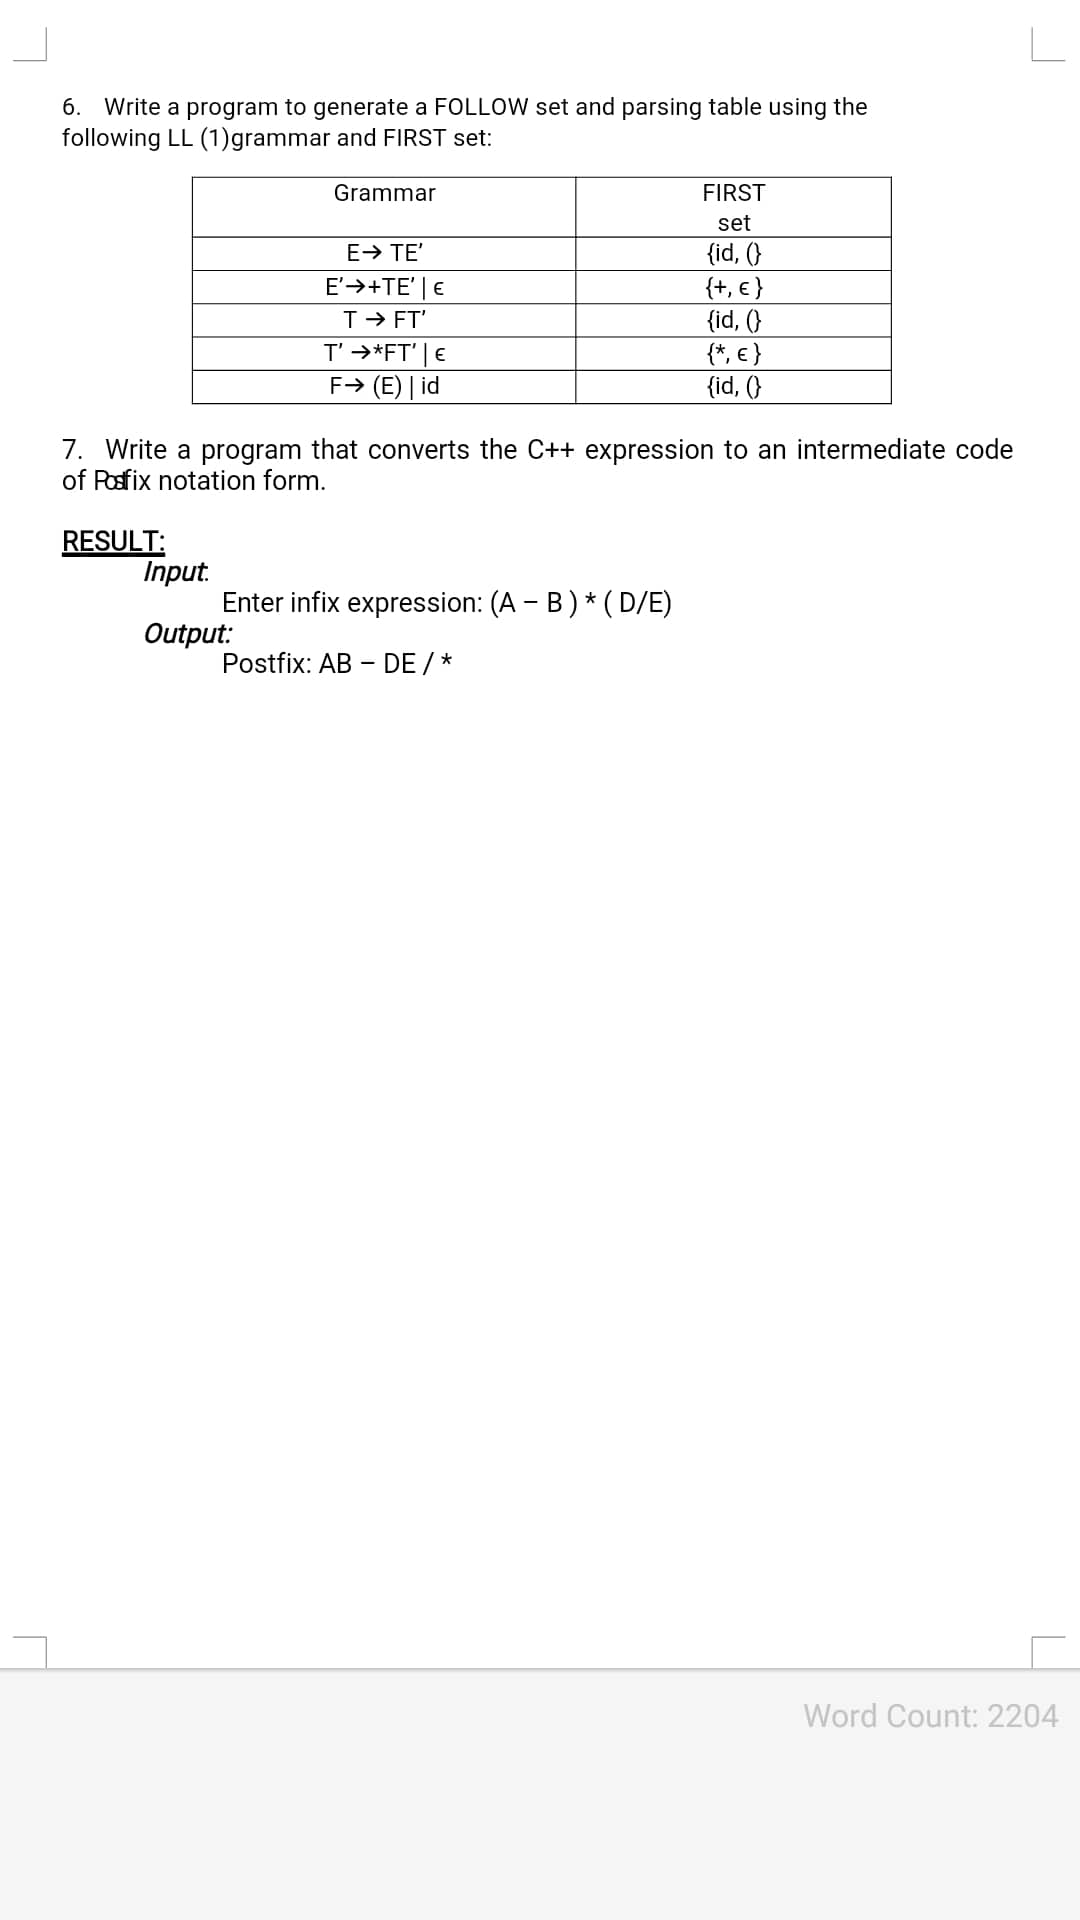 6. Write a program to generate a FOLLOW set and parsing table using the
following LL (1)grammar and FIRST set:
Grammar FIRST
set
E→ TE’ {id, (}
E’→+TE’ | ϵ {+, ϵ }
T → FT’ {id, (}
T’ →*FT’ | ϵ {*, ϵ }
F→ (E) | id {id, (}
7. Write a program that converts the C++ expression to an intermediate code
of Postfix notation form.
RESULT:
Input:
Enter infix expression: (A – B ) * ( D/E)
Output:
Postfix: AB – DE / *
Word Count: 2204